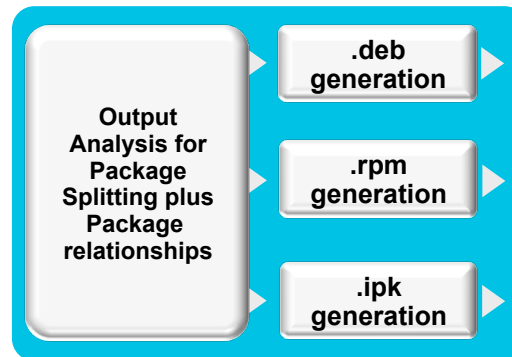 Output
Analysis for
Package
Splitting plus
Package
relationships
.deb
generation
.rpm
generation
.ipk
generation